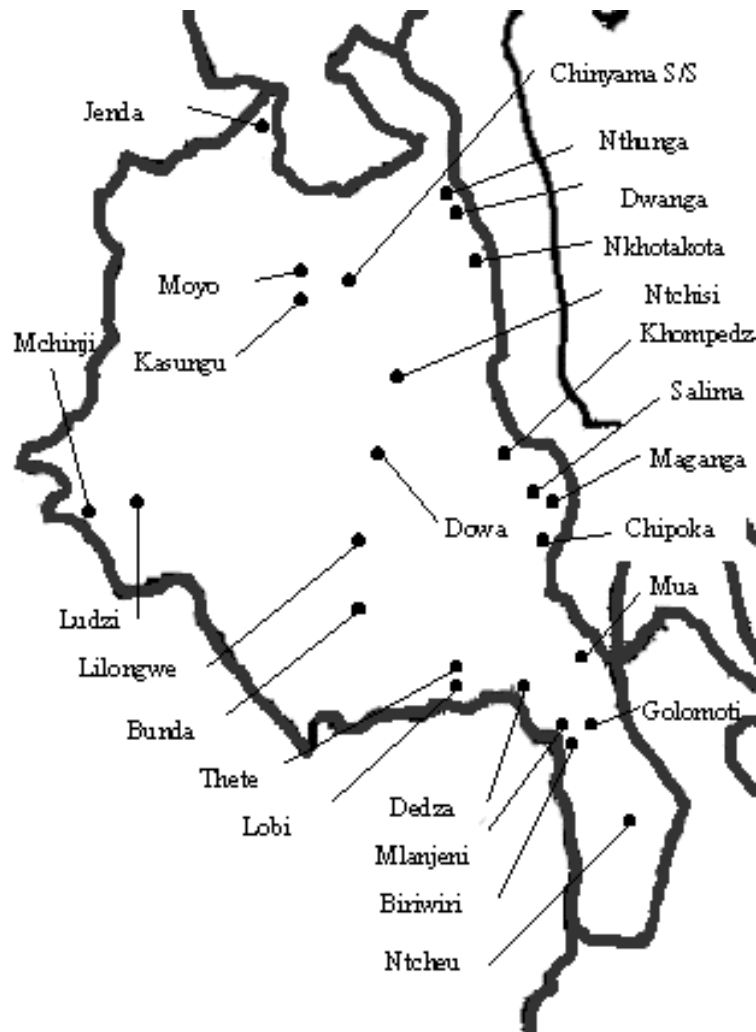 Chinyama S/S
Jenda
Nthunga
Dwanga
Nkhotakota
Moyo
Ntchisi
Khompedz
Mchinji
Kasungu
Salima
Maganga
Dowa
Chipoka
Mua
Ludzi
Lilongwe
Golomoti
Bunda
Thete
Dedza
Lobi
Mlanjeni
Biriwiri
Ntcheu